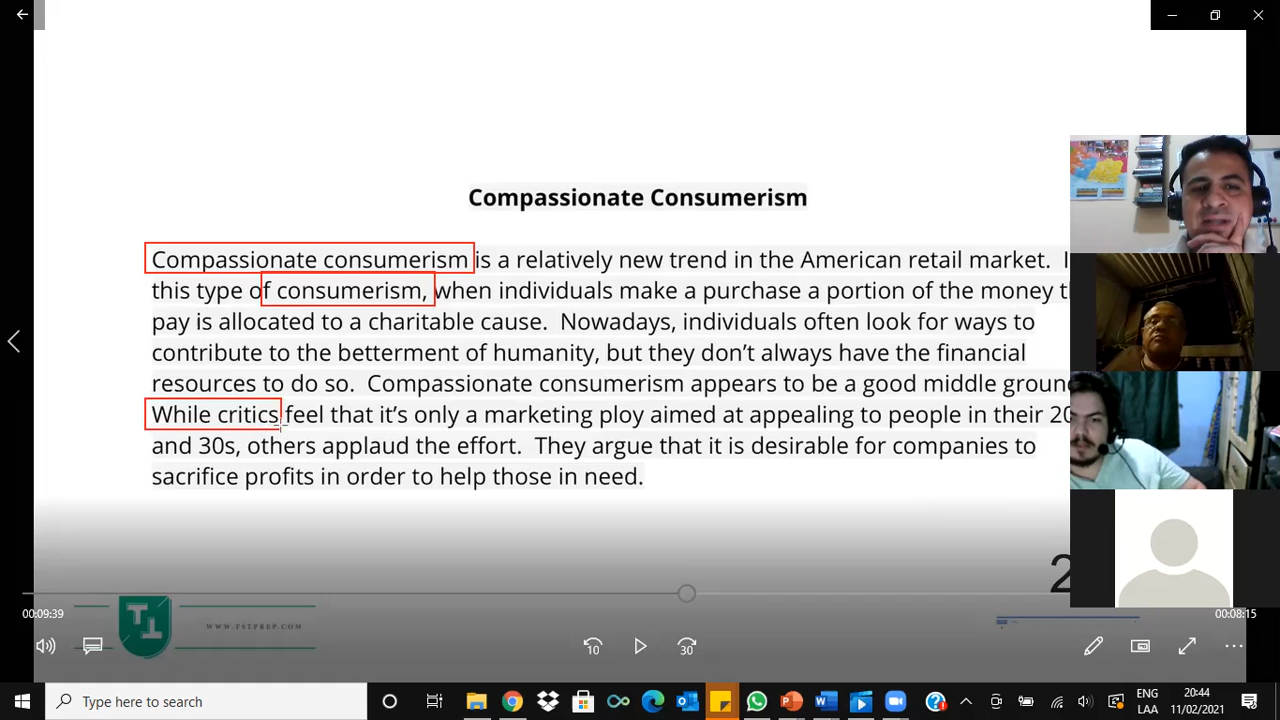 Compassionate Consumerism
Compassionate consumerism is a relatively new trend in the American retail market.
this type of consumerism, when individuals make a purchase a portion of the money
pay is allocated to a charitable cause. Nowadays, individuals often look for ways to
contribute to the betterment of humanity, but they don't always have the financial
resources to do so. Compassionate consumerism appears to be a good middle
While critics feel that it's only a marketing ploy aimed at appealing to people in their
and 30s, others applaud the effort. They argue that it is desirable for companies to
sacrifice profits in order to help those in need.
2
00:09:39
00:08:15
WWW.TSTPREP.COM
10
30
Type here to search
ENG
LAA
20:44
11/02/2021